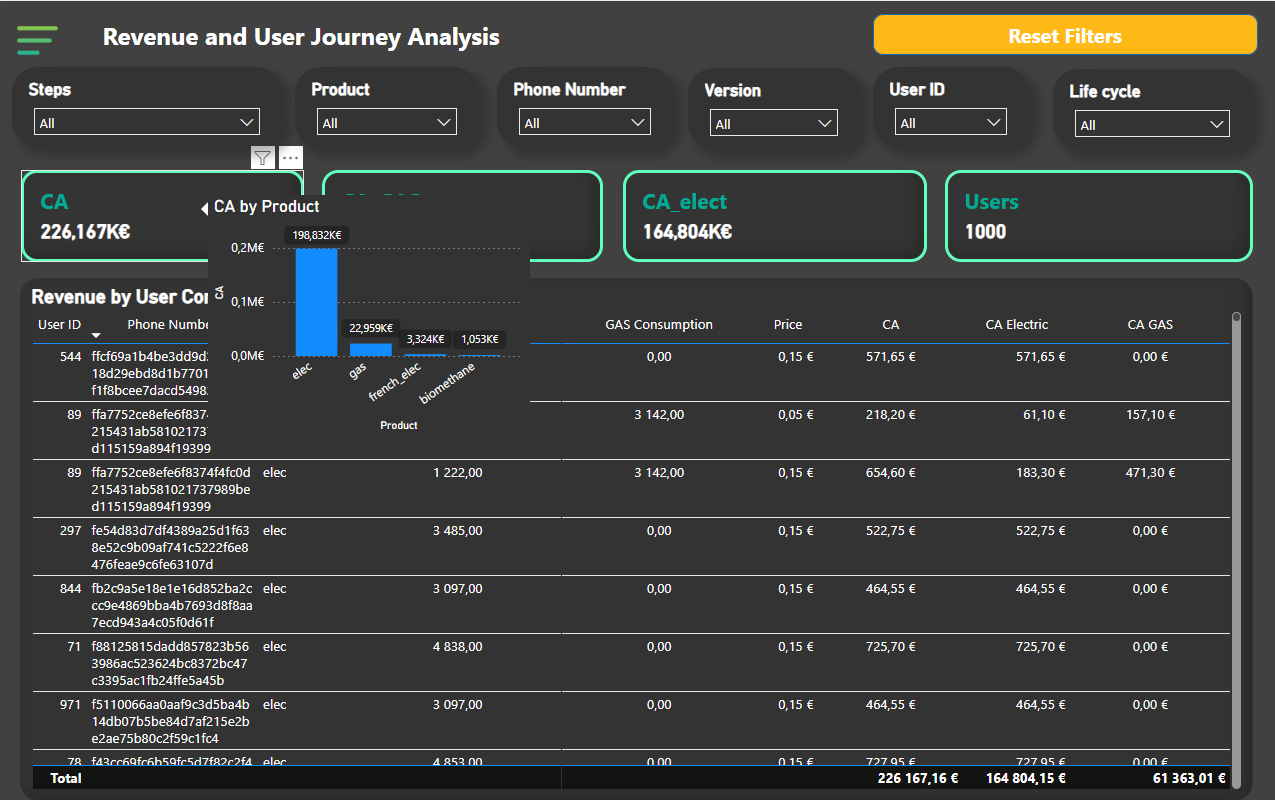 Revenue and User Journey Analysis
Reset Filters
Steps
All
Product
All
Phone Number
All
Version
All
User ID
All
Life cycle
All
CA
226,167K€
CA_elect
164,804K€
Users
1000
CA by Product
CA
0,2M€
0,1M€
0,0M€
198,832K€
22,959K€
3,324K€
1,053K€
elec
gas
french_elec
biomethane
Product
Revenue by User
User ID Phone GAS Consumption Price CA CA Electric CA GAS
544 ffcf69a1b4be3dd9d 0,00 0,15 € 571,65 € 571,65 € 0,00 €
18d29ebd8d1b7701
f1f8bcee7dacd549
89 ffa7752ce8efe6f837 3 142,00 0,05 € 218,20 € 61,10 € 157,10 €
215431ab58102173
d115159a894f19399
89 ffa7752ce8efe6f8374f4fc0d elec 1 222,00 3 142,00 0,15 € 654,60 € 183,30 € 471,30 €
215431ab581021737989be
d115159a894f19399
297 fe54d83d7df4389a25d1f63 elec 3 485,00 0,00 0,15 € 522,75 € 522,75 € 0,00 €
8e52c9b09af741c5222f6e8
476feae9c6fe63107d
844 fb2c9a5e18e1e16d852ba2c elec 3 097,00 0,00 0,15 € 464,55 € 464,55 € 0,00 €
cc9e4869bba4b7693d8f8aa
7ecd943a4c05f0d61f
71 f88125815dadd857823b56 elec 4 838,00 0,00 0,15 € 725,70 € 725,70 € 0,00 €
3986ac523624bc8372bc47
c3395ac1fb24ffe5a45b
971 f5110066aa0aaf9c3d5ba4b elec 3 097,00 0,00 0,15 € 464,55 € 464,55 € 0,00 €
14db07b5be84d7af215e2b
e2ae75b80c2f59c1fc4
78 f43cc69fc6b59fc5d7f82c2f4 elec 4 853,00 0,00 0,15 € 727,95 € 727,95 € 0,00 €
Total 226 167,16 € 164 804,15 € 61 363,01 €